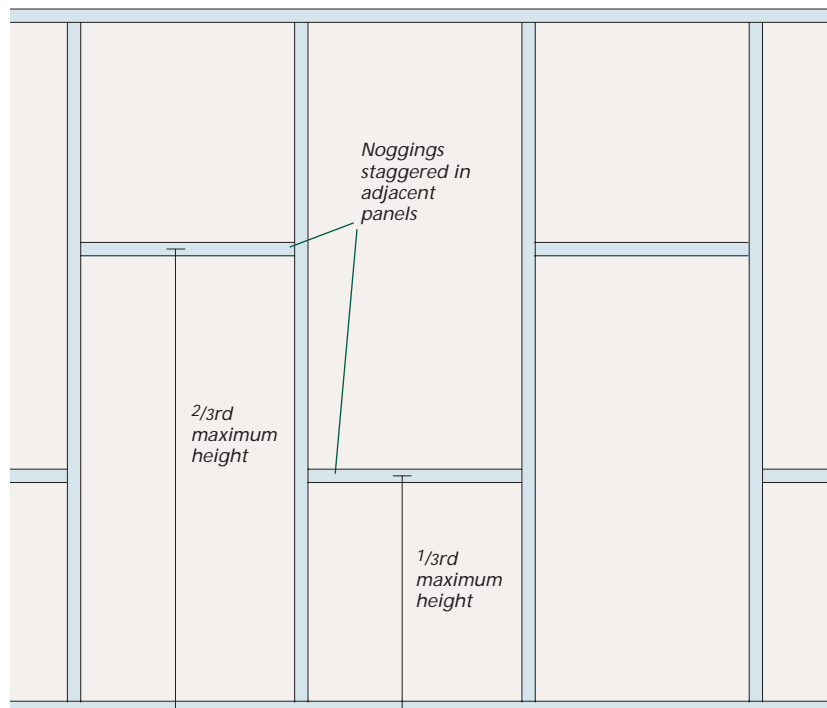 Noggings
staggered in
adjacent
panels
2/3rd
maximum
height
1/3rd
maximum
height